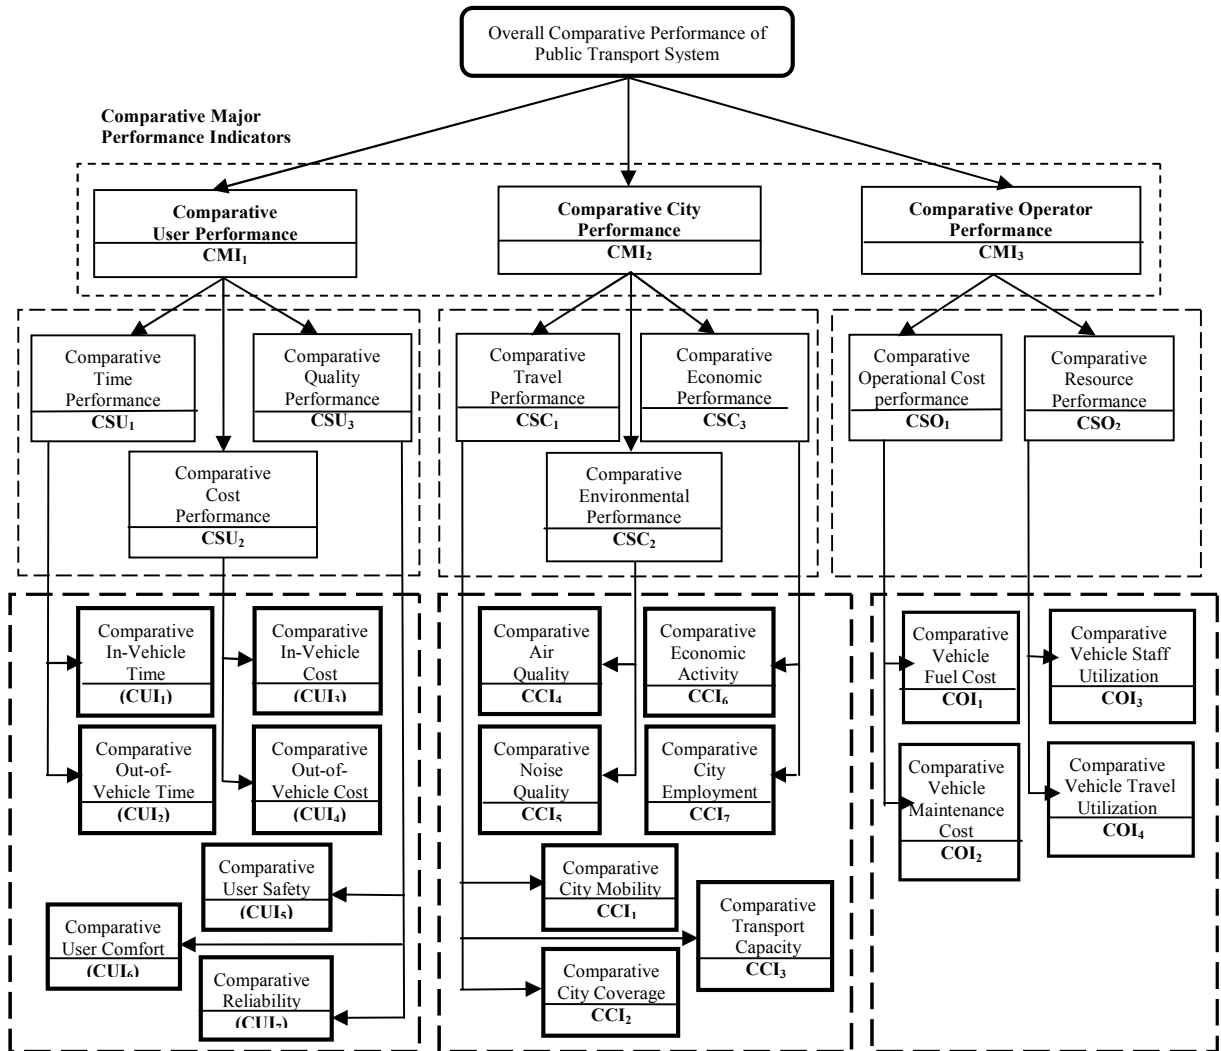 Overall Comparative Performance of
Public Transport System
Comparative Major
Performance Indicators
Comparative
User Performance
CMI₁
Comparative City
Performance
CMI₂
Comparative Operator
Performance
CMI₃
Comparative
Time
Performance
CSU₁
Comparative
Quality
Performance
CSU₃
Comparative
Cost
Performance
CSU₂
Comparative
Travel
Performance
CSC₁
Comparative
Economic
Performance
CSC₃
Comparative
Environmental
Performance
CSC₂
Comparative
Operational Cost
performance
CSO₁
Comparative
Resource
Performance
CSO₂
Comparative
In-Vehicle
Time
(CUI₁)
Comparative
In-Vehicle
Cost
(CUI₃)
Comparative
Out-of-
Vehicle Time
(CUI₂)
Comparative
Out-of-
Vehicle Cost
(CUI₄)
Comparative
User Safety
(CUI₅)
Comparative
User Comfort
(CUI₆)
Comparative
Reliability
(CUI₇)
Comparative
Air
Quality
CCI₄
Comparative
Economic
Activity
CCI₆
Comparative
Noise
Quality
CCI₅
Comparative
City
Employment
CCI₇
Comparative
City Mobility
CCI₁
Comparative
Transport
Capacity
CCI₃
Comparative
City Coverage
CCI₂
Comparative
Vehicle
Fuel Cost
COI₁
Comparative
Vehicle Staff
Utilization
COI₃
Comparative
Vehicle
Maintenance
Cost
COI₂
Comparative
Vehicle Travel
Utilization
COI₄